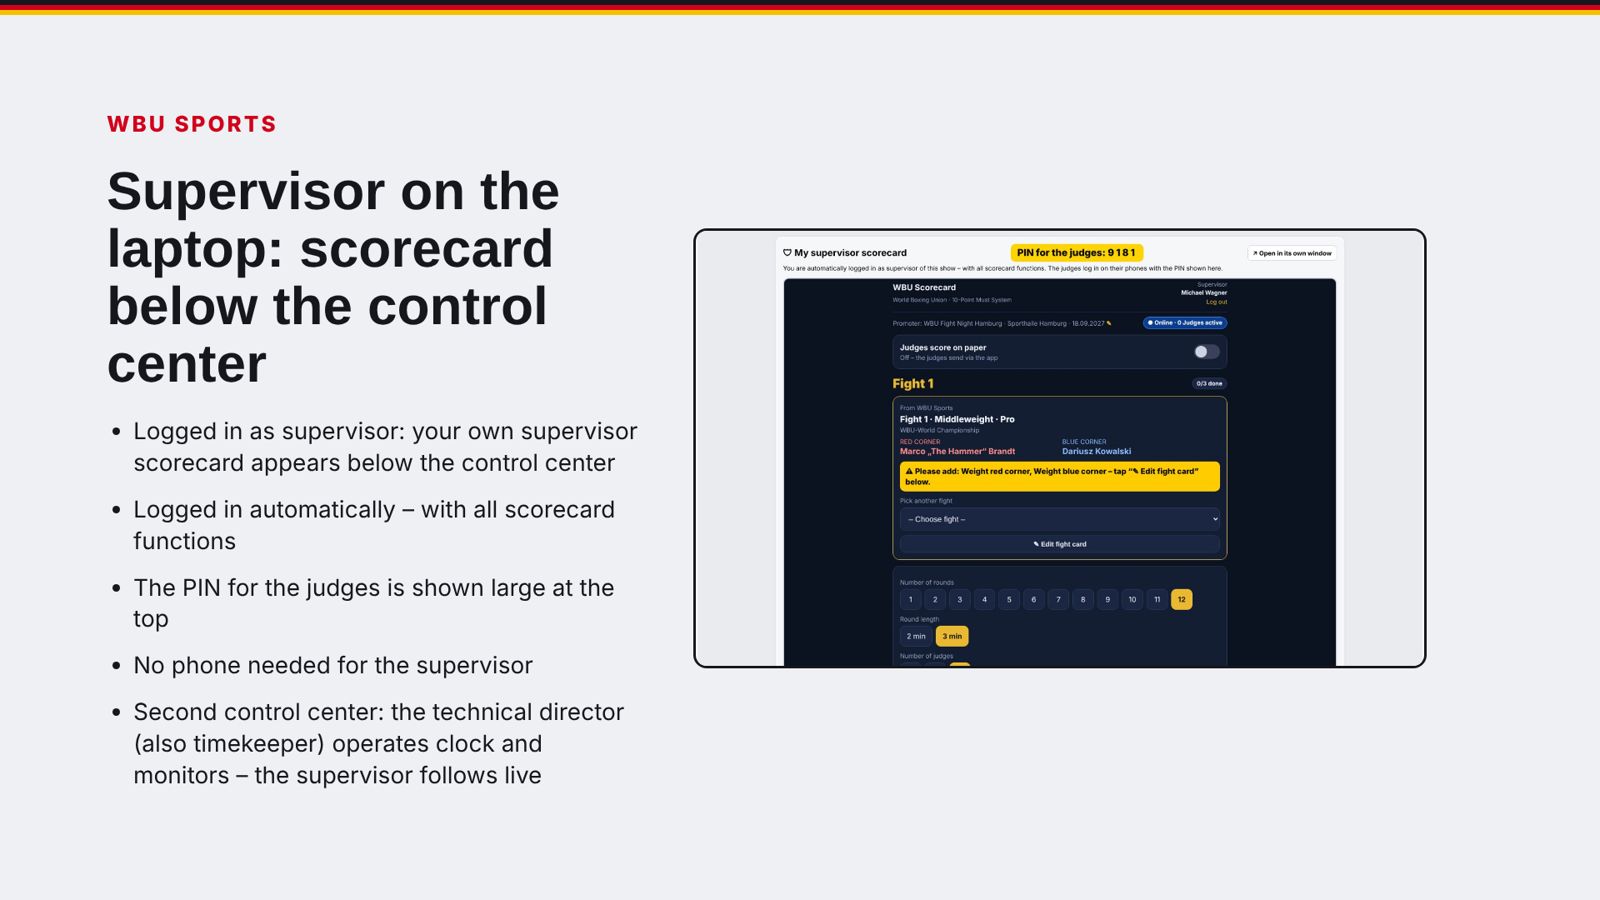 WBU SPORTS
Supervisor on the
laptop: scorecard
below the control
center
• Logged in as supervisor: your own supervisor
scorecard appears below the control center
• Logged in automatically – with all scorecard
functions
• The PIN for the judges is shown large at the
top
• No phone needed for the supervisor
• Second control center: the technical director
(also timekeeper) operates clock and
monitors – the supervisor follows live
🛡 My supervisor scorecard
PIN for the judges: 9181
↗ Open in its own window
You are automatically logged in as supervisor of this show – with all scorecard functions. The judges log in on their phones with the PIN shown here.
WBU Scorecard
World Boxing Union · 10-Point Must System
Supervisor
Michael Wagner
Log out
Promoter: WBU Fight Night Hamburg · Sporthalle Hamburg · 18.09.2027 ✎
● Online · 0 Judges active
Judges score on paper
Off – the judges send via the app
Fight 1
0/3 done
From WBU Sports
Fight 1 · Middleweight · Pro
WBU-World Championship
RED CORNER
Marco „The Hammer“ Brandt
BLUE CORNER
Dariusz Kowalski
⚠ Please add: Weight red corner, Weight blue corner – tap “✎ Edit fight card”
below.
Pick another fight
– Choose fight –
✎ Edit fight card
Number of rounds
1 2 3 4 5 6 7 8 9 10 11 12
Round length
2 min 3 min
Number of judges